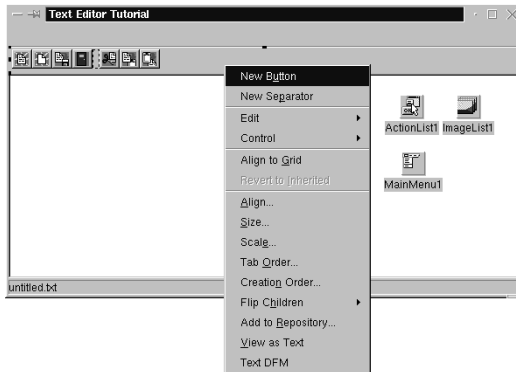 Text Editor Tutorial
New Button
New Separator
Edit
Control
Align to Grid
Revert to Inherited
Align...
Size...
Scale...
Tab Order...
Creation Order...
Flip Children
Add to Repository...
View as Text
Text DFM
ActionList1 ImageList1
MainMenu1
untitled.txt